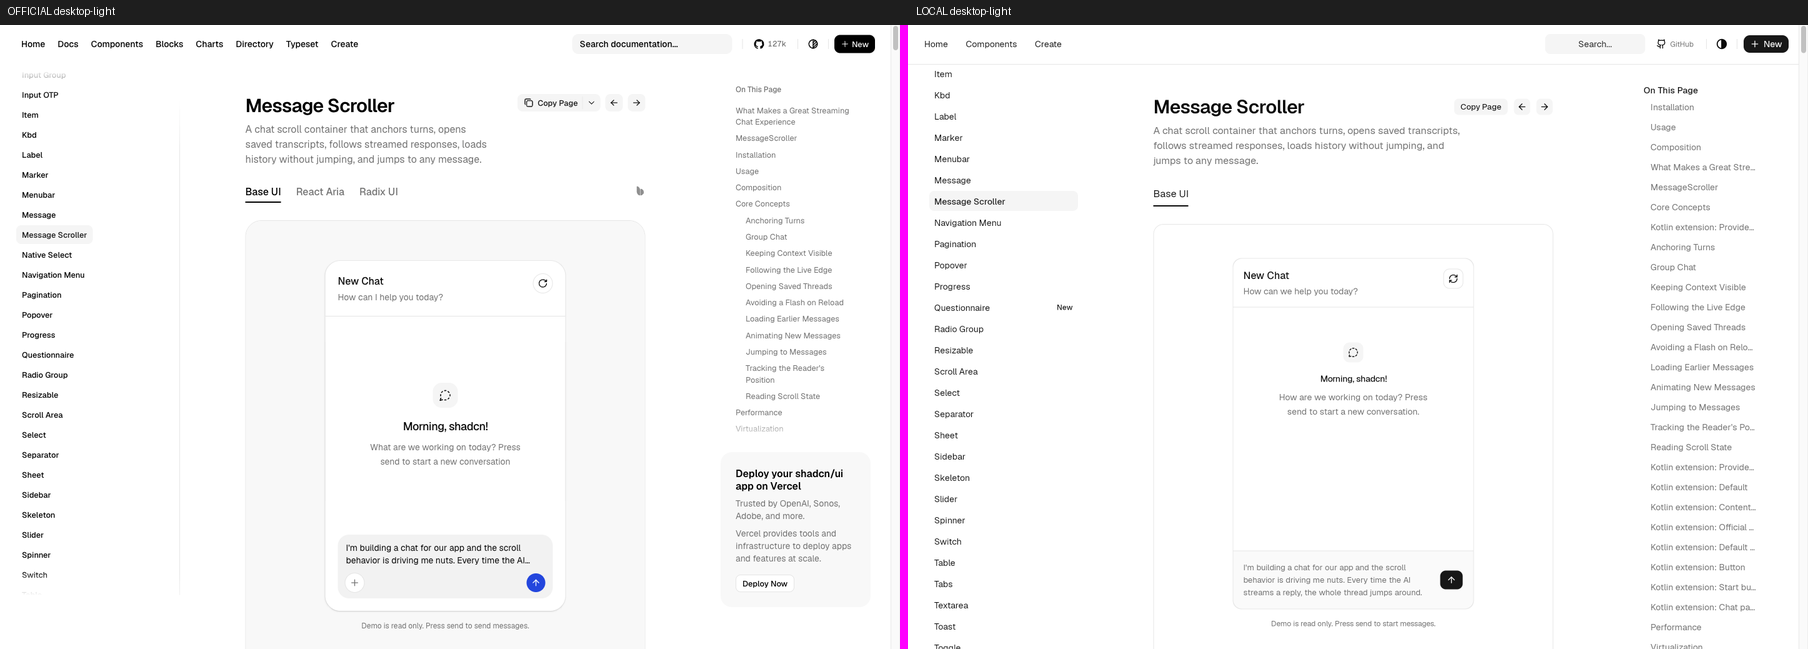 OFFICIAL desktop-light
Home Docs Components Blocks Charts Directory Typeset Create
Search documentation...
127k
+ New
Input Group
Input OTP
Item
Kbd
Label
Marker
Menubar
Message
Message Scroller
Native Select
Navigation Menu
Pagination
Popover
Progress
Questionnaire
Radio Group
Resizable
Scroll Area
Select
Separator
Sheet
Sidebar
Skeleton
Slider
Spinner
Switch
Message Scroller
Copy Page
A chat scroll container that anchors turns, opens
saved transcripts, follows streamed responses, loads
history without jumping, and jumps to any message.
Base UI React Aria Radix UI
New Chat
How can I help you today?
Morning, shadcn!
What are we working on today? Press
send to start a new conversation
I'm building a chat for our app and the scroll
behavior is driving me nuts. Every time the AI...
Demo is read only. Press send to send messages.
On This Page
What Makes a Great Streaming
Chat Experience
MessageScroller
Installation
Usage
Composition
Core Concepts
Anchoring Turns
Group Chat
Keeping Context Visible
Following the Live Edge
Opening Saved Threads
Avoiding a Flash on Reload
Loading Earlier Messages
Animating New Messages
Jumping to Messages
Tracking the Reader's
Position
Reading Scroll State
Performance
Virtualization
Deploy your shadcn/ui
app on Vercel
Trusted by OpenAI, Sonos,
Adobe, and more.
Vercel provides tools and
infrastructure to deploy apps
and features at scale.
Deploy Now
LOCAL desktop-light
Home Components Create
Search...
GitHub
+ New
Item
Kbd
Label
Marker
Menubar
Message
Message Scroller
Navigation Menu
Pagination
Popover
Progress
Questionnaire New
Radio Group
Resizable
Scroll Area
Select
Separator
Sheet
Sidebar
Skeleton
Slider
Spinner
Switch
Table
Tabs
Textarea
Toast
Toggle
Message Scroller
Copy Page
A chat scroll container that anchors turns, opens saved transcripts,
follows streamed responses, loads history without jumping, and
jumps to any message.
Base UI
New Chat
How can we help you today?
Morning, shadcn!
How are we working on today? Press
send to start a new conversation.
I'm building a chat for our app and the scroll
behavior is driving me nuts. Every time the AI
streams a reply, the whole thread jumps around.
Demo is read only. Press send to start messages.
On This Page
Installation
Usage
Composition
What Makes a Great Stre...
MessageScroller
Core Concepts
Kotlin extension: Provide...
Anchoring Turns
Group Chat
Keeping Context Visible
Following the Live Edge
Opening Saved Threads
Avoiding a Flash on Relo...
Loading Earlier Messages
Animating New Messages
Jumping to Messages
Tracking the Reader's Po...
Reading Scroll State
Kotlin extension: Provide...
Kotlin extension: Default
Kotlin extension: Content...
Kotlin extension: Official ...
Kotlin extension: Default ...
Kotlin extension: Button
Kotlin extension: Start bu...
Kotlin extension: Chat pa...
Performance
Virtualization